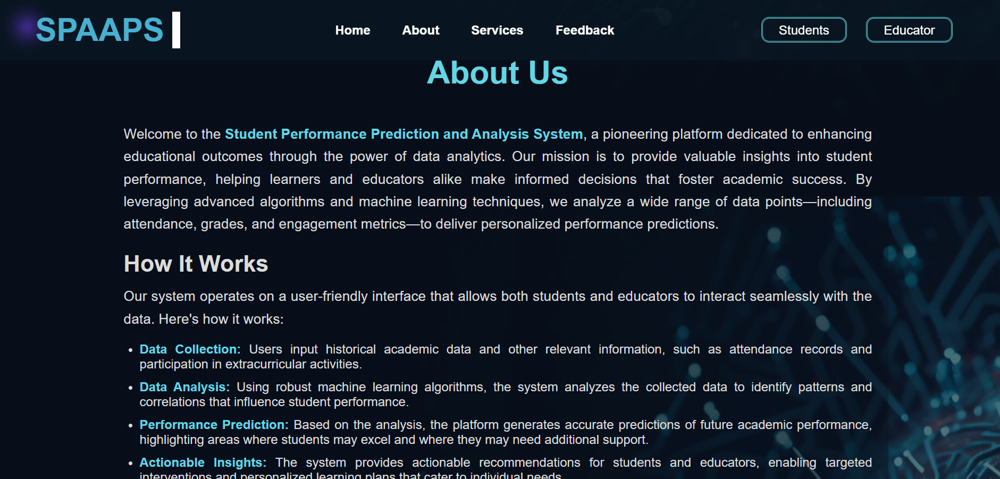 SPAAPS
Home About Services Feedback
Students Educator
About Us
Welcome to the Student Performance Prediction and Analysis System, a pioneering platform dedicated to enhancing
educational outcomes through the power of data analytics. Our mission is to provide valuable insights into student
performance, helping learners and educators alike make informed decisions that foster academic success. By
leveraging advanced algorithms and machine learning techniques, we analyze a wide range of data points—including
attendance, grades, and engagement metrics—to deliver personalized performance predictions.
How It Works
Our system operates on a user-friendly interface that allows both students and educators to interact seamlessly with the
data. Here's how it works:
• Data Collection: Users input historical academic data and other relevant information, such as attendance records and
participation in extracurricular activities.
• Data Analysis: Using robust machine learning algorithms, the system analyzes the collected data to identify patterns and
correlations that influence student performance.
• Performance Prediction: Based on the analysis, the platform generates accurate predictions of future academic performance,
highlighting areas where students may excel and where they may need additional support.
• Actionable Insights: The system provides actionable recommendations for students and educators, enabling targeted
interventions and personalized learning plans that cater to individual needs.